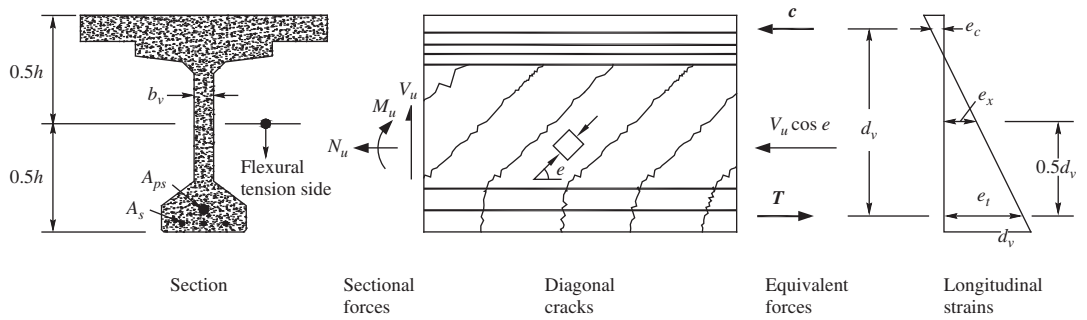 0.5h
0.5h
b_v
Flexural
tension side
A_ps
A_s
N_u
M_u
V_u
e
c
V_u cos e
T
d_v
e_c
e_x
0.5d_v
e_t
d_v
Section
Sectional
forces
Diagonal
cracks
Equivalent
forces
Longitudinal
strains